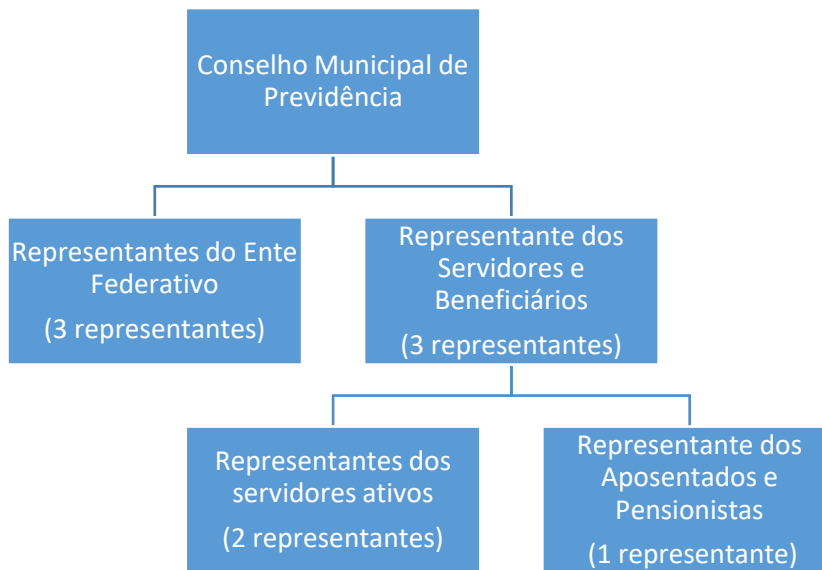 Conselho Municipal de
Previdência
Representantes do Ente
Federativo
(3 representantes)
Representante dos
Servidores e
Beneficiários
(3 representantes)
Representantes dos
servidores ativos
(2 representantes)
Representante dos
Aposentados e
Pensionistas
(1 representante)